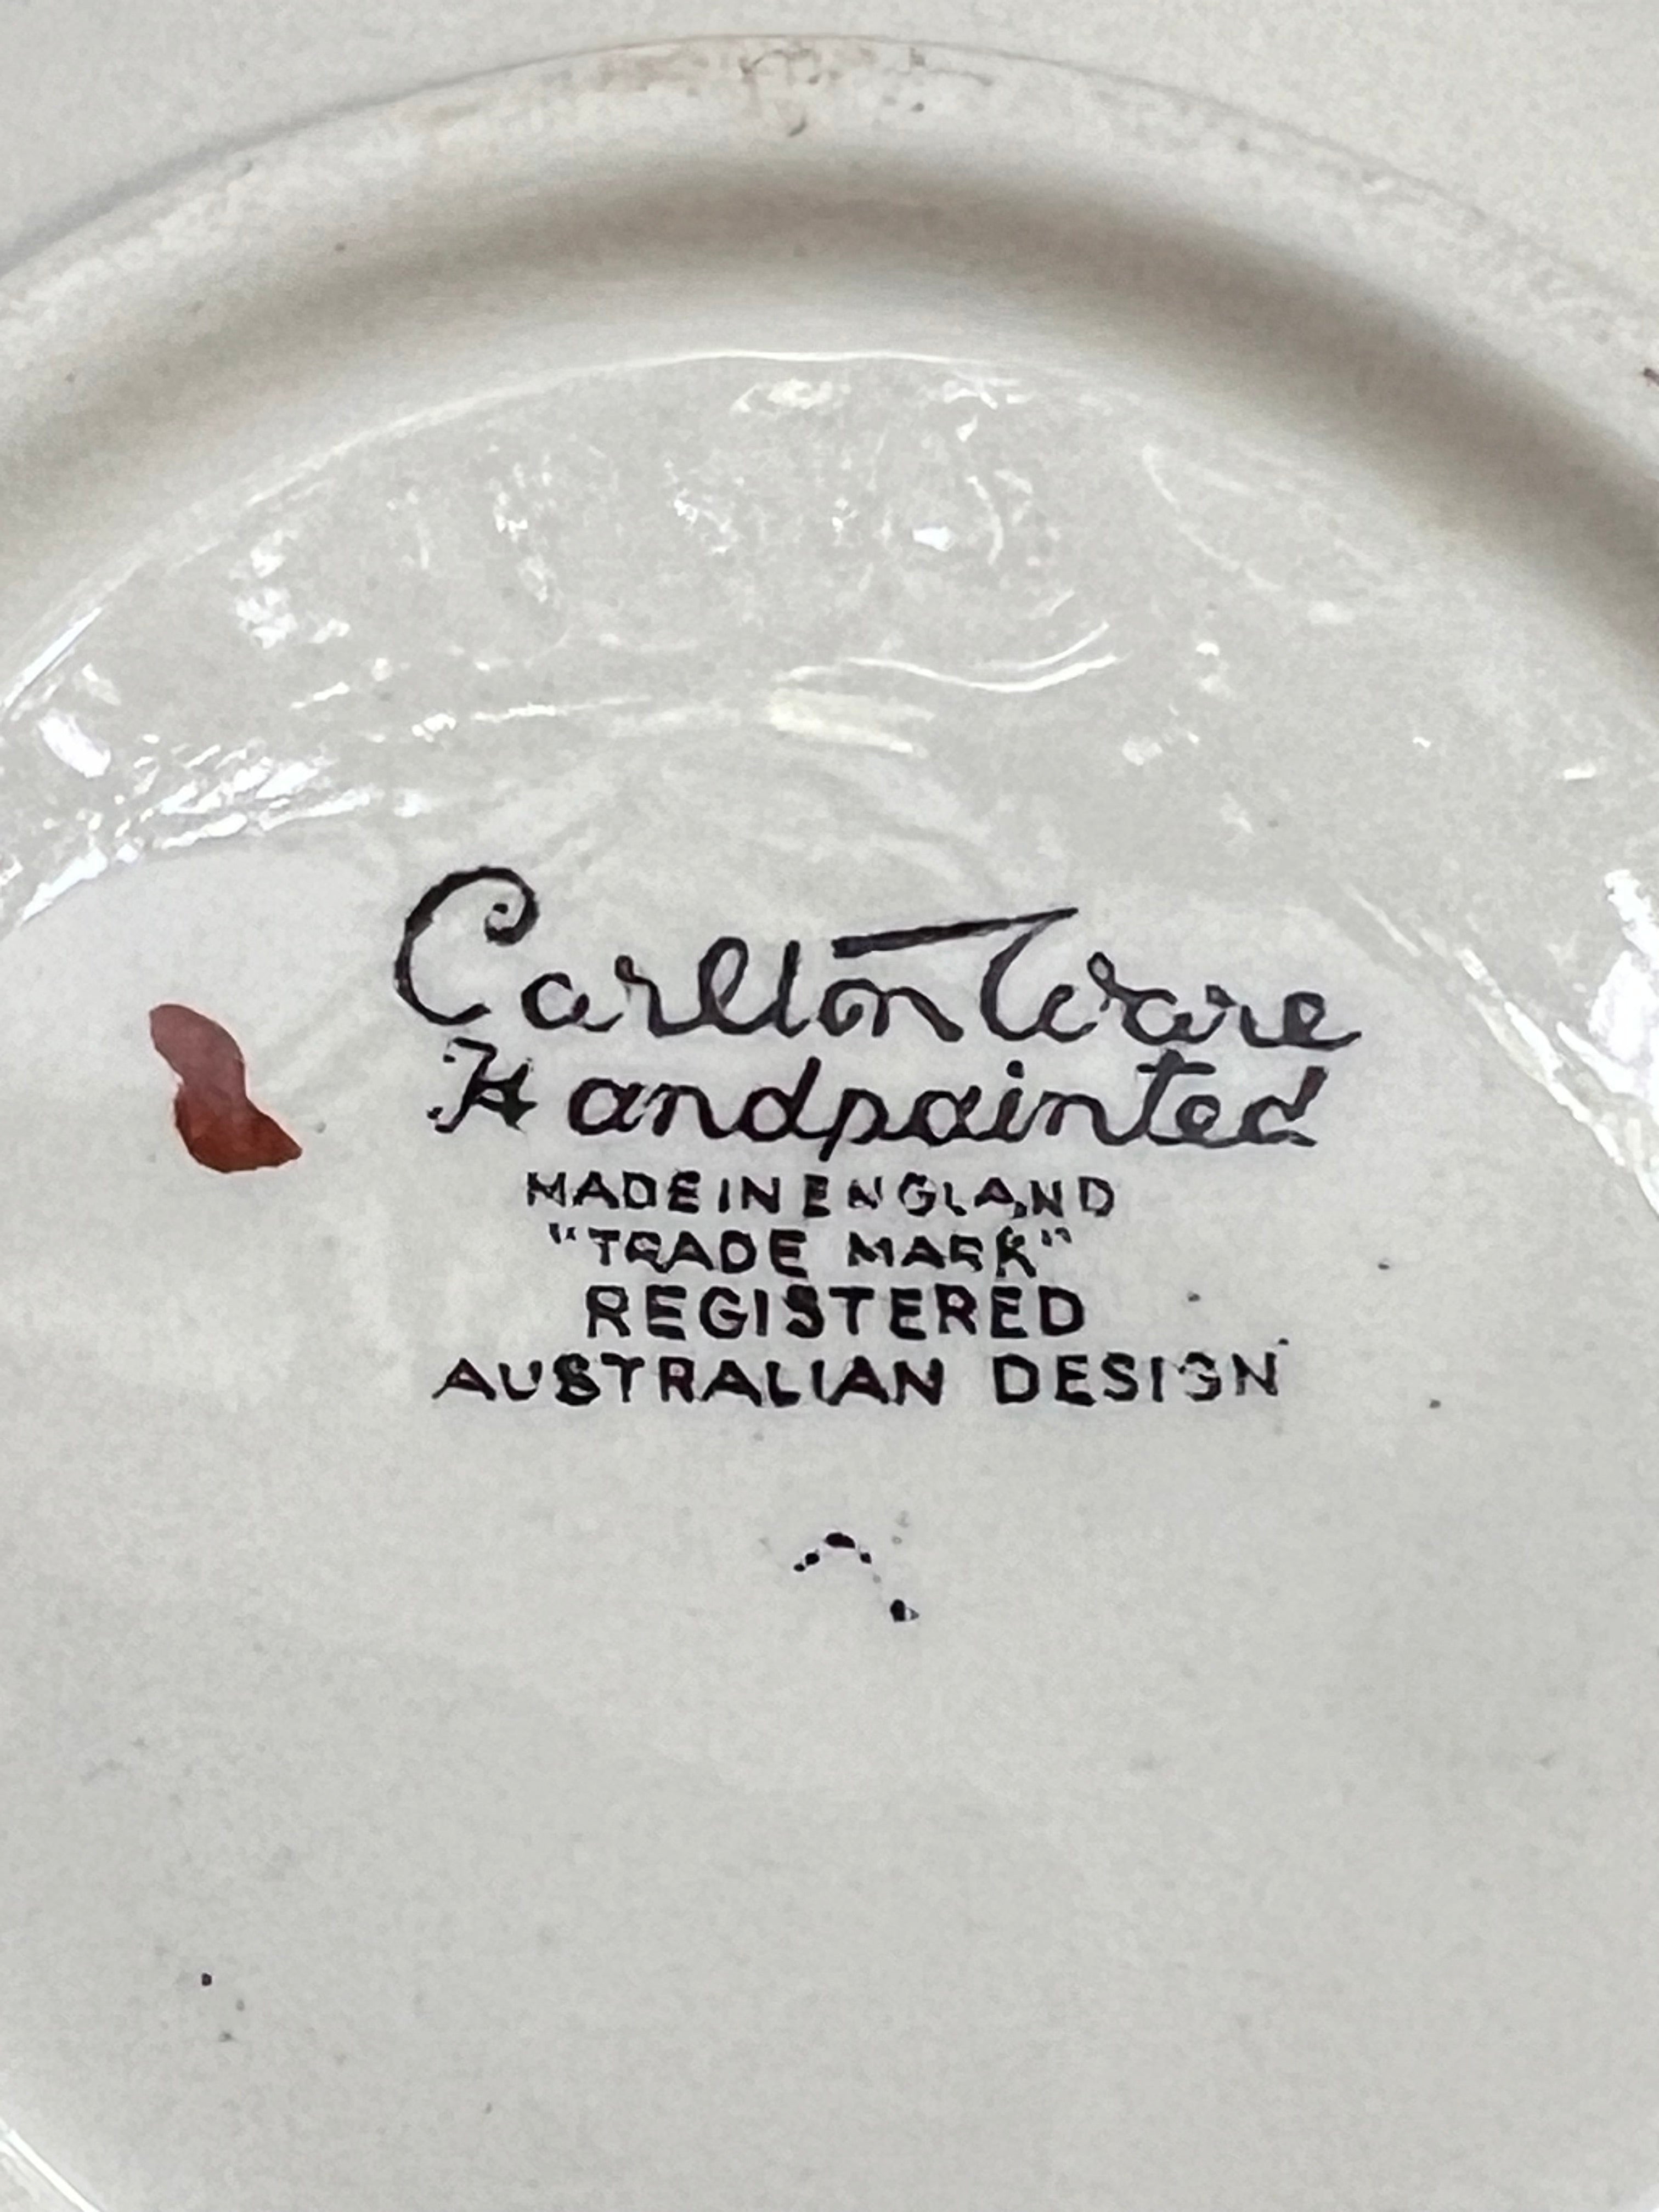 Carlton Ware
Handpainted
MADE IN ENGLAND
"TRADE MARK"
REGISTERED
AUSTRALIAN DESIGN